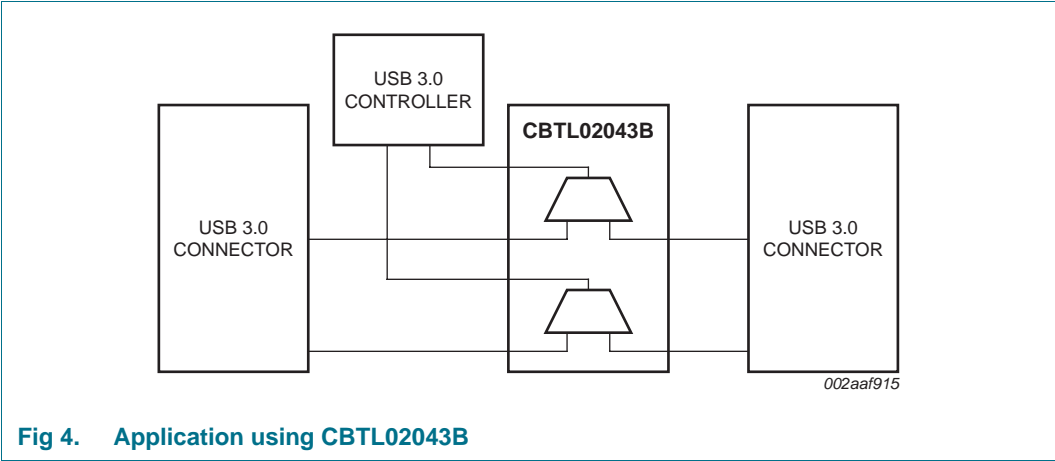 USB 3.0
CONTROLLER
CBTL02043B
USB 3.0
CONNECTOR
USB 3.0
CONNECTOR
002aaf915
Fig 4. Application using CBTL02043B